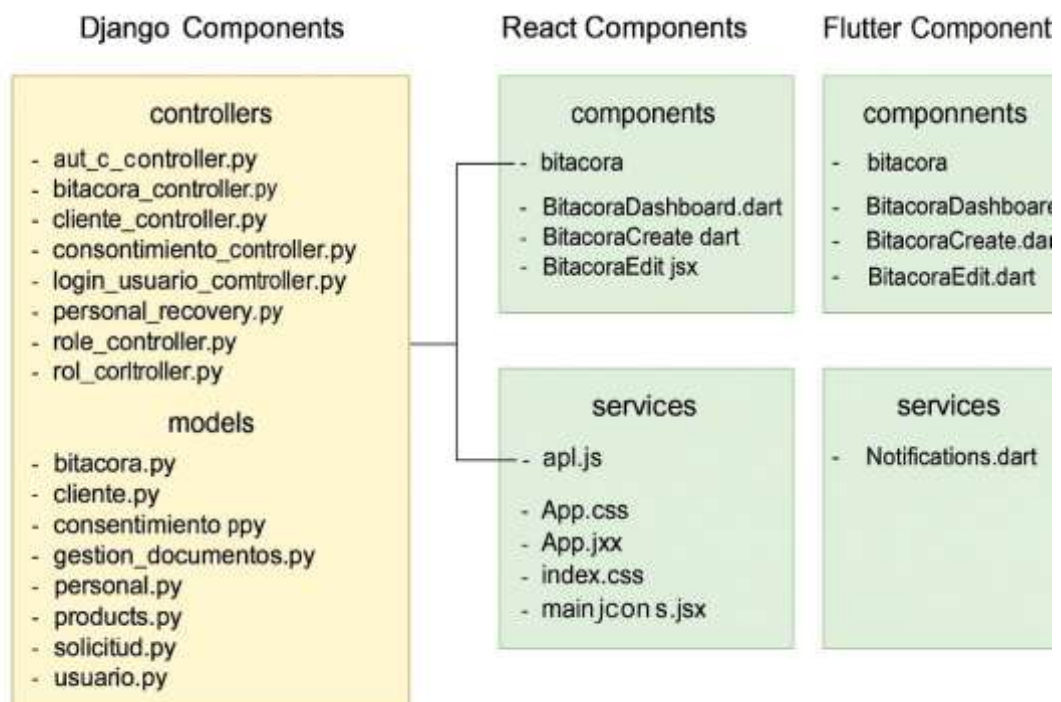 Django Components
controllers
- aut_c_controller.py
- bitacora_controller.py
- cliente_controller.py
- consontimiento_controller.py
- login_usuario_comtroller.py
- personal_recovery.py
- role_controller.py
- rol_corltroller.py
models
- bitacora.py
- cliente.py
- consentimiento ppy
- gestion_documentos.py
- personal.py
- products.py
- solicitud.py
- usuario.py
React Components
components
- bitacora
- BitacoraDashboard.dart
- BitacoraCreate dart
- BitacoraEdit jsx
services
- apl.js
- App.css
- App.jxx
- index.css
- mainjcon s.jsx
Flutter Component
componnents
- bitacora
- BitacoraDashboare
- BitacoraCreate.dar
- BitacoraEdit.dart
services
- Notifications.dart